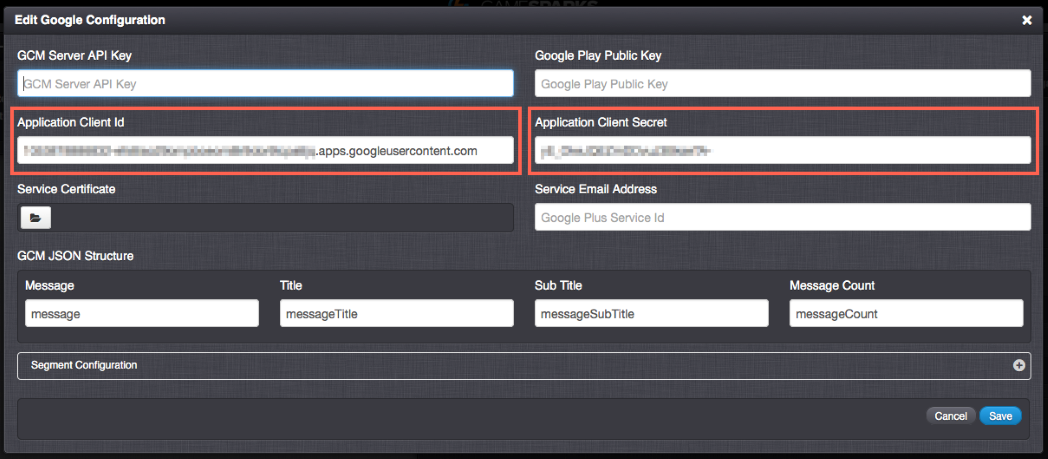 GAMESPARKS
Edit Google Configuration
GCM Server API Key
Google Play Public Key
GCM Server API Key
Google Play Public Key
Application Client Id
Application Client Secret
.apps.googleusercontent.com
Service Certificate
Service Email Address
Google Plus Service Id
GCM JSON Structure
Message
Title
Sub Title
Message Count
message
messageTitle
messageSubTitle
messageCount
Segment Configuration
Cancel
Save